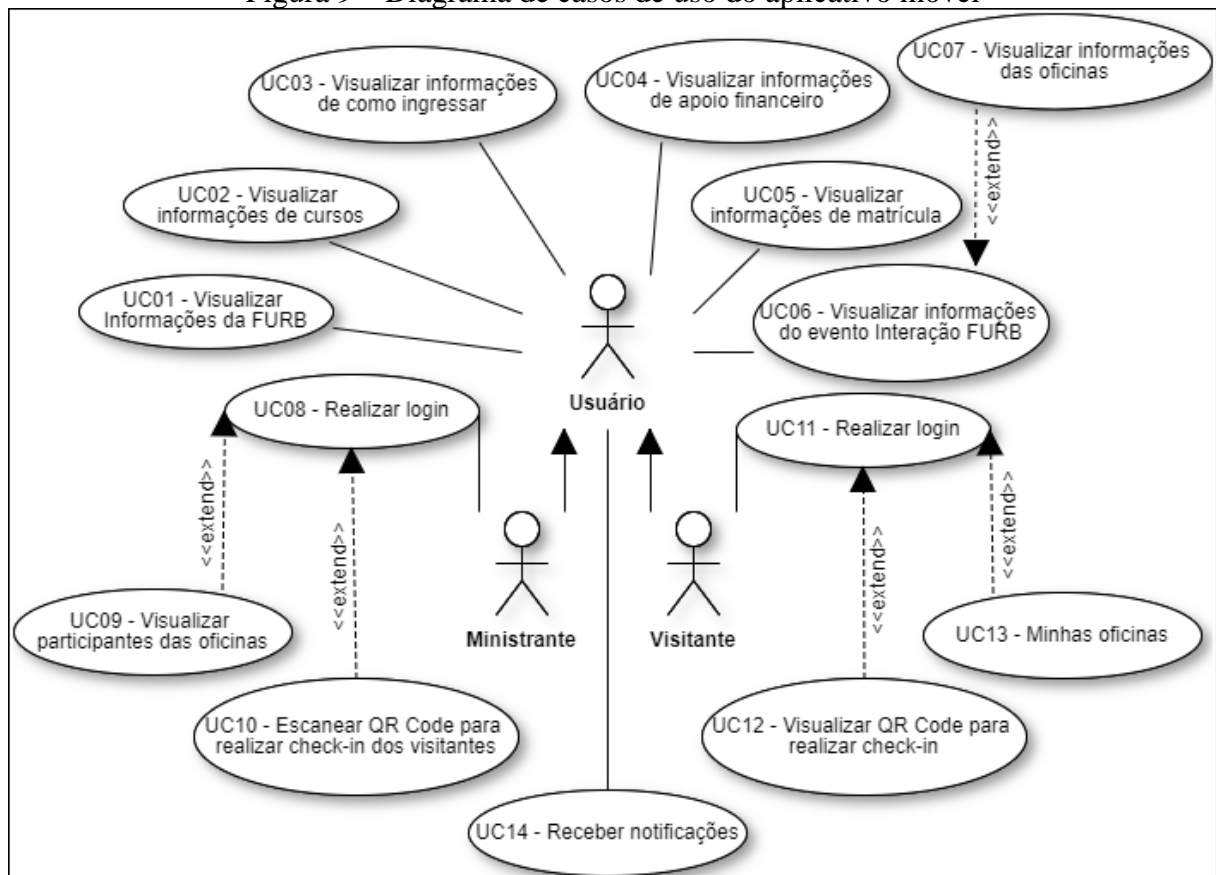 Figura 9 – Diagrama de casos de uso do aplicativo móvel
UC03 - Visualizar informações
de como ingressar
UC04 - Visualizar informações
de apoio financeiro
UC07 - Visualizar informações
das oficinas
<<extend>>
UC02 - Visualizar
informações de cursos
UC05 - Visualizar
informações de matrícula
UC01 - Visualizar
Informações da FURB
UC06 - Visualizar informações
do evento Interação FURB
Usuário
UC08 - Realizar login
UC11 - Realizar login
<<extend>>
<<extend>>
<<extend>>
<<extend>>
UC09 - Visualizar
participantes das oficinas
Ministrante
Visitante
UC13 - Minhas oficinas
UC10 - Escanear QR Code para
realizar check-in dos visitantes
UC12 - Visualizar QR Code para
realizar check-in
UC14 - Receber notificações